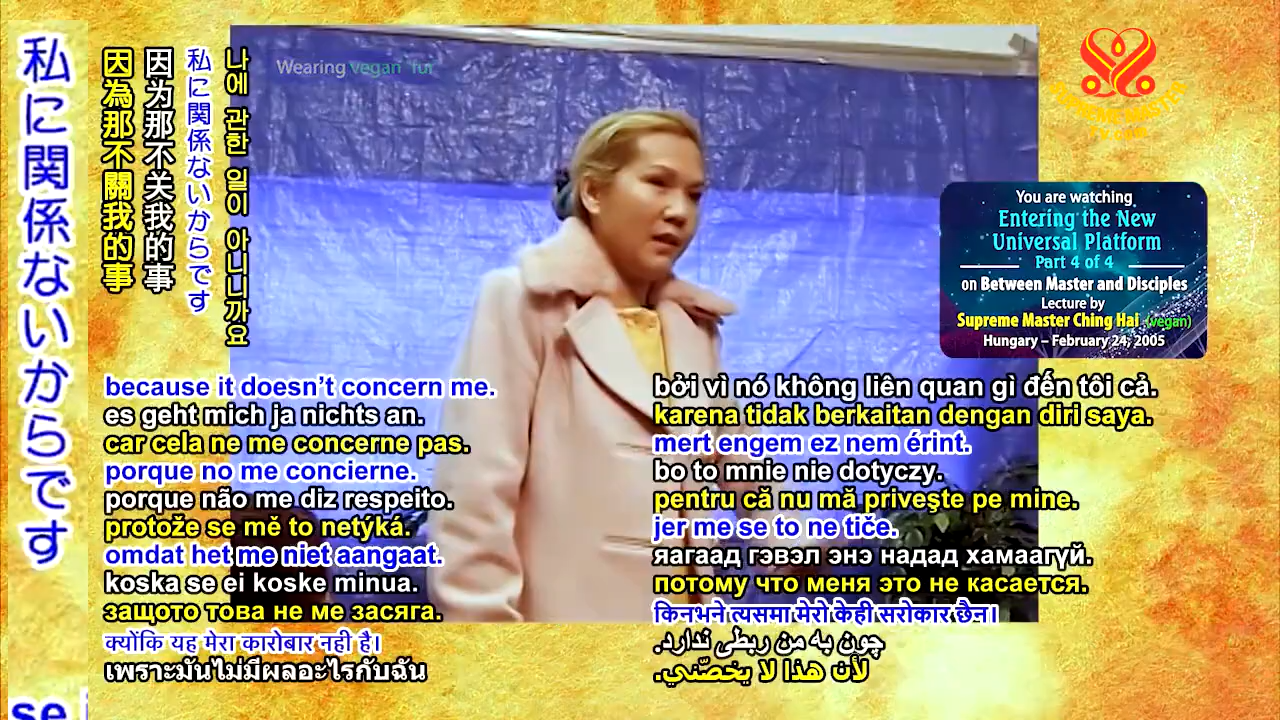 私に関係ないからです
因為那不關我的事
因为那不关我的事
私に関係ないからです
나에 관한 일이 아니니까요
Wearing vegan "fur"
SUPREME MASTER
TV.com
You are watching
Entering the New
Universal Platform
Part 4 of 4
on Between Master and Disciples
Lecture by
Supreme Master Ching Hai (vegan)
Hungary – February 24, 2005
because it doesn't concern me.
es geht mich ja nichts an.
car cela ne me concerne pas.
porque no me concierne.
porque não me diz respeito.
protože se mě to netýká.
omdat het me niet aangaat.
koska se ei koske minua.
защото това не ме засяга.
क्योंकि यह मेरा कारोबार नही है।
เพราะมันไม่มีผลอะไรกับฉัน
bởi vì nó không liên quan gì đến tôi cả.
karena tidak berkaitan dengan diri saya.
mert engem ez nem érint.
bo to mnie nie dotyczy.
pentru că nu mă priveşte pe mine.
jer me se to ne tiče.
яагаад гэвэл энэ надад хамаагүй.
потому что меня это не касается.
किनभने त्यसमा मेरो केही सरोकार छैन।
چون به من ربطی ندارد.
لأن هذا لا يخصّني.
se